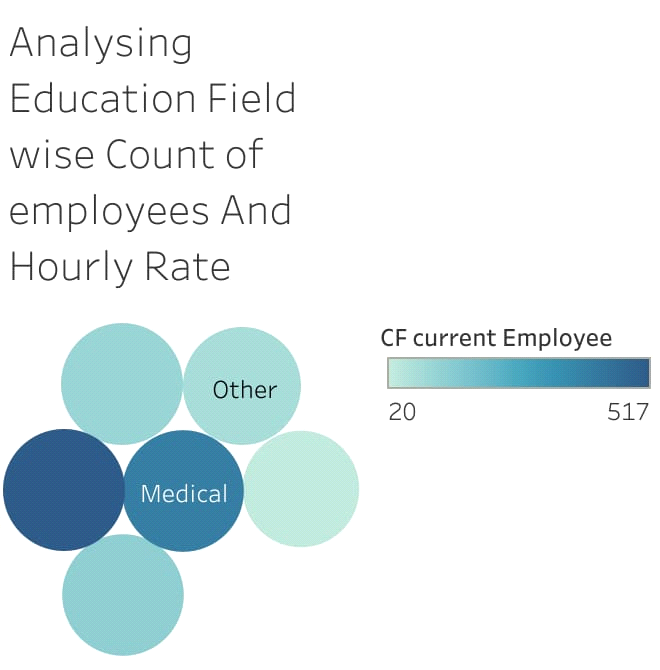 Analysing
Education Field
wise Count of
employees And
Hourly Rate
CF current Employee
20 517
Other
Medical